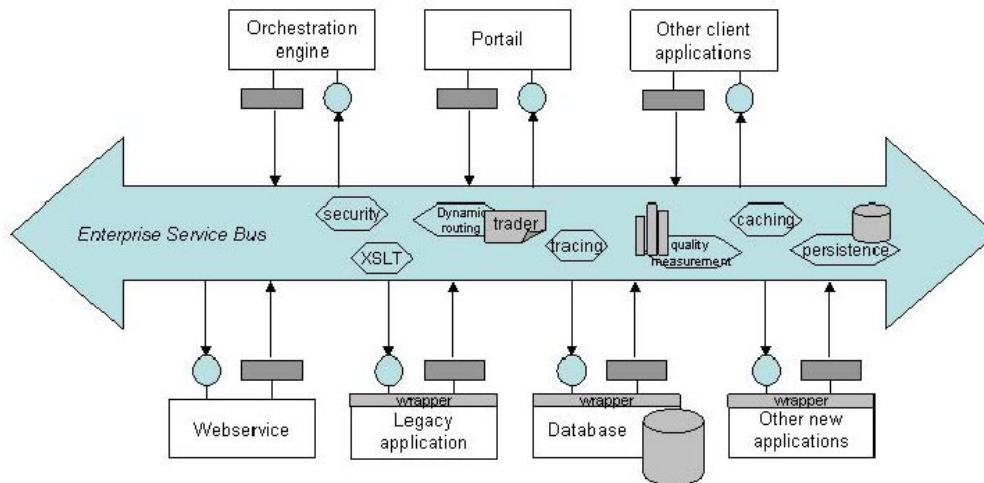 Orchestration
engine
Portail
Other client
applications
Enterprise Service Bus
security
XSLT
Dynamic
routing
trader
tracing
quality
measurement
caching
persistence
Webservice
wrapper
Legacy
application
wrapper
Database
wrapper
Other new
applications